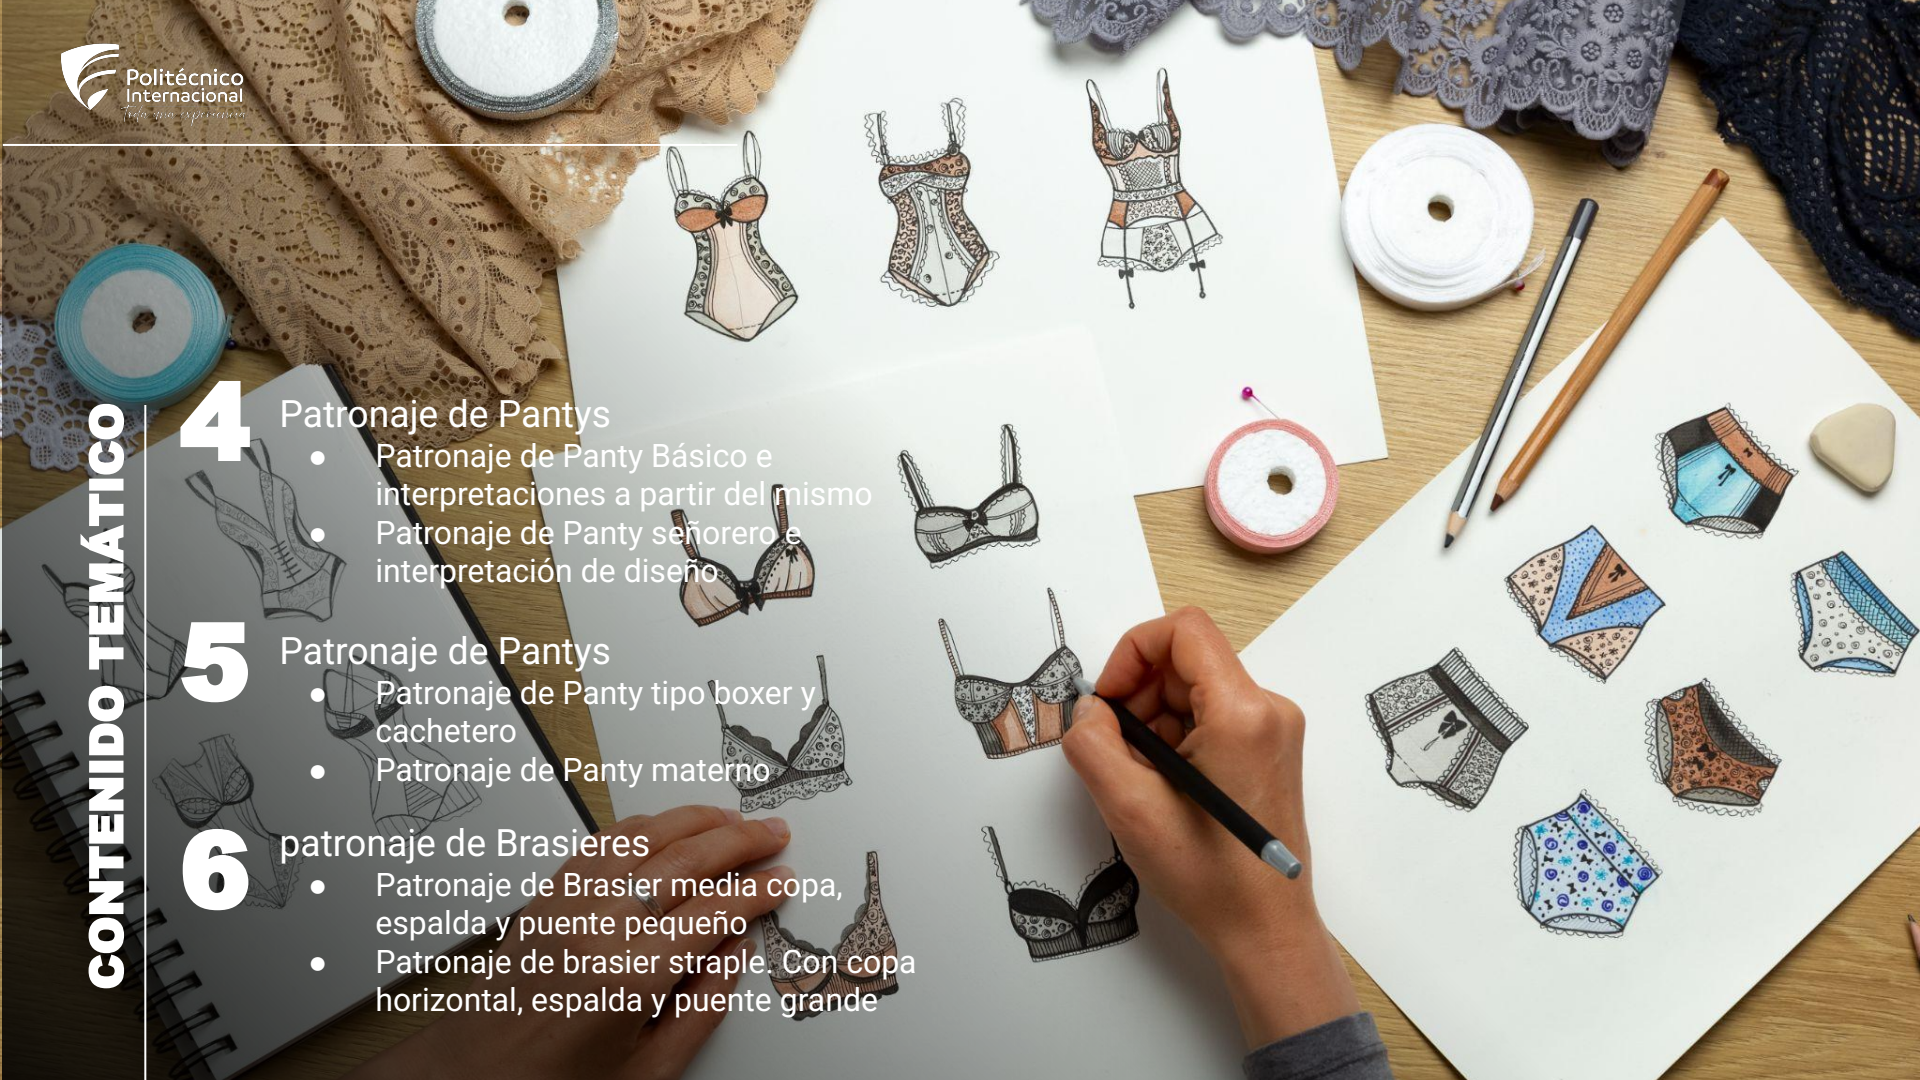 Politécnico
Internacional
CONTENIDO TEMÁTICO
4
Patronaje de Pantys
● Patronaje de Panty Básico e
interpretaciones a partir del mismo
● Patronaje de Panty señorero e
interpretación de diseño
5
Patronaje de Pantys
● Patronaje de Panty tipo boxer y
cachetero
● Patronaje de Panty materno
6
patronaje de Brasieres
● Patronaje de Brasier media copa,
espalda y puente pequeño
● Patronaje de brasier straple. Con copa
horizontal, espalda y puente grande